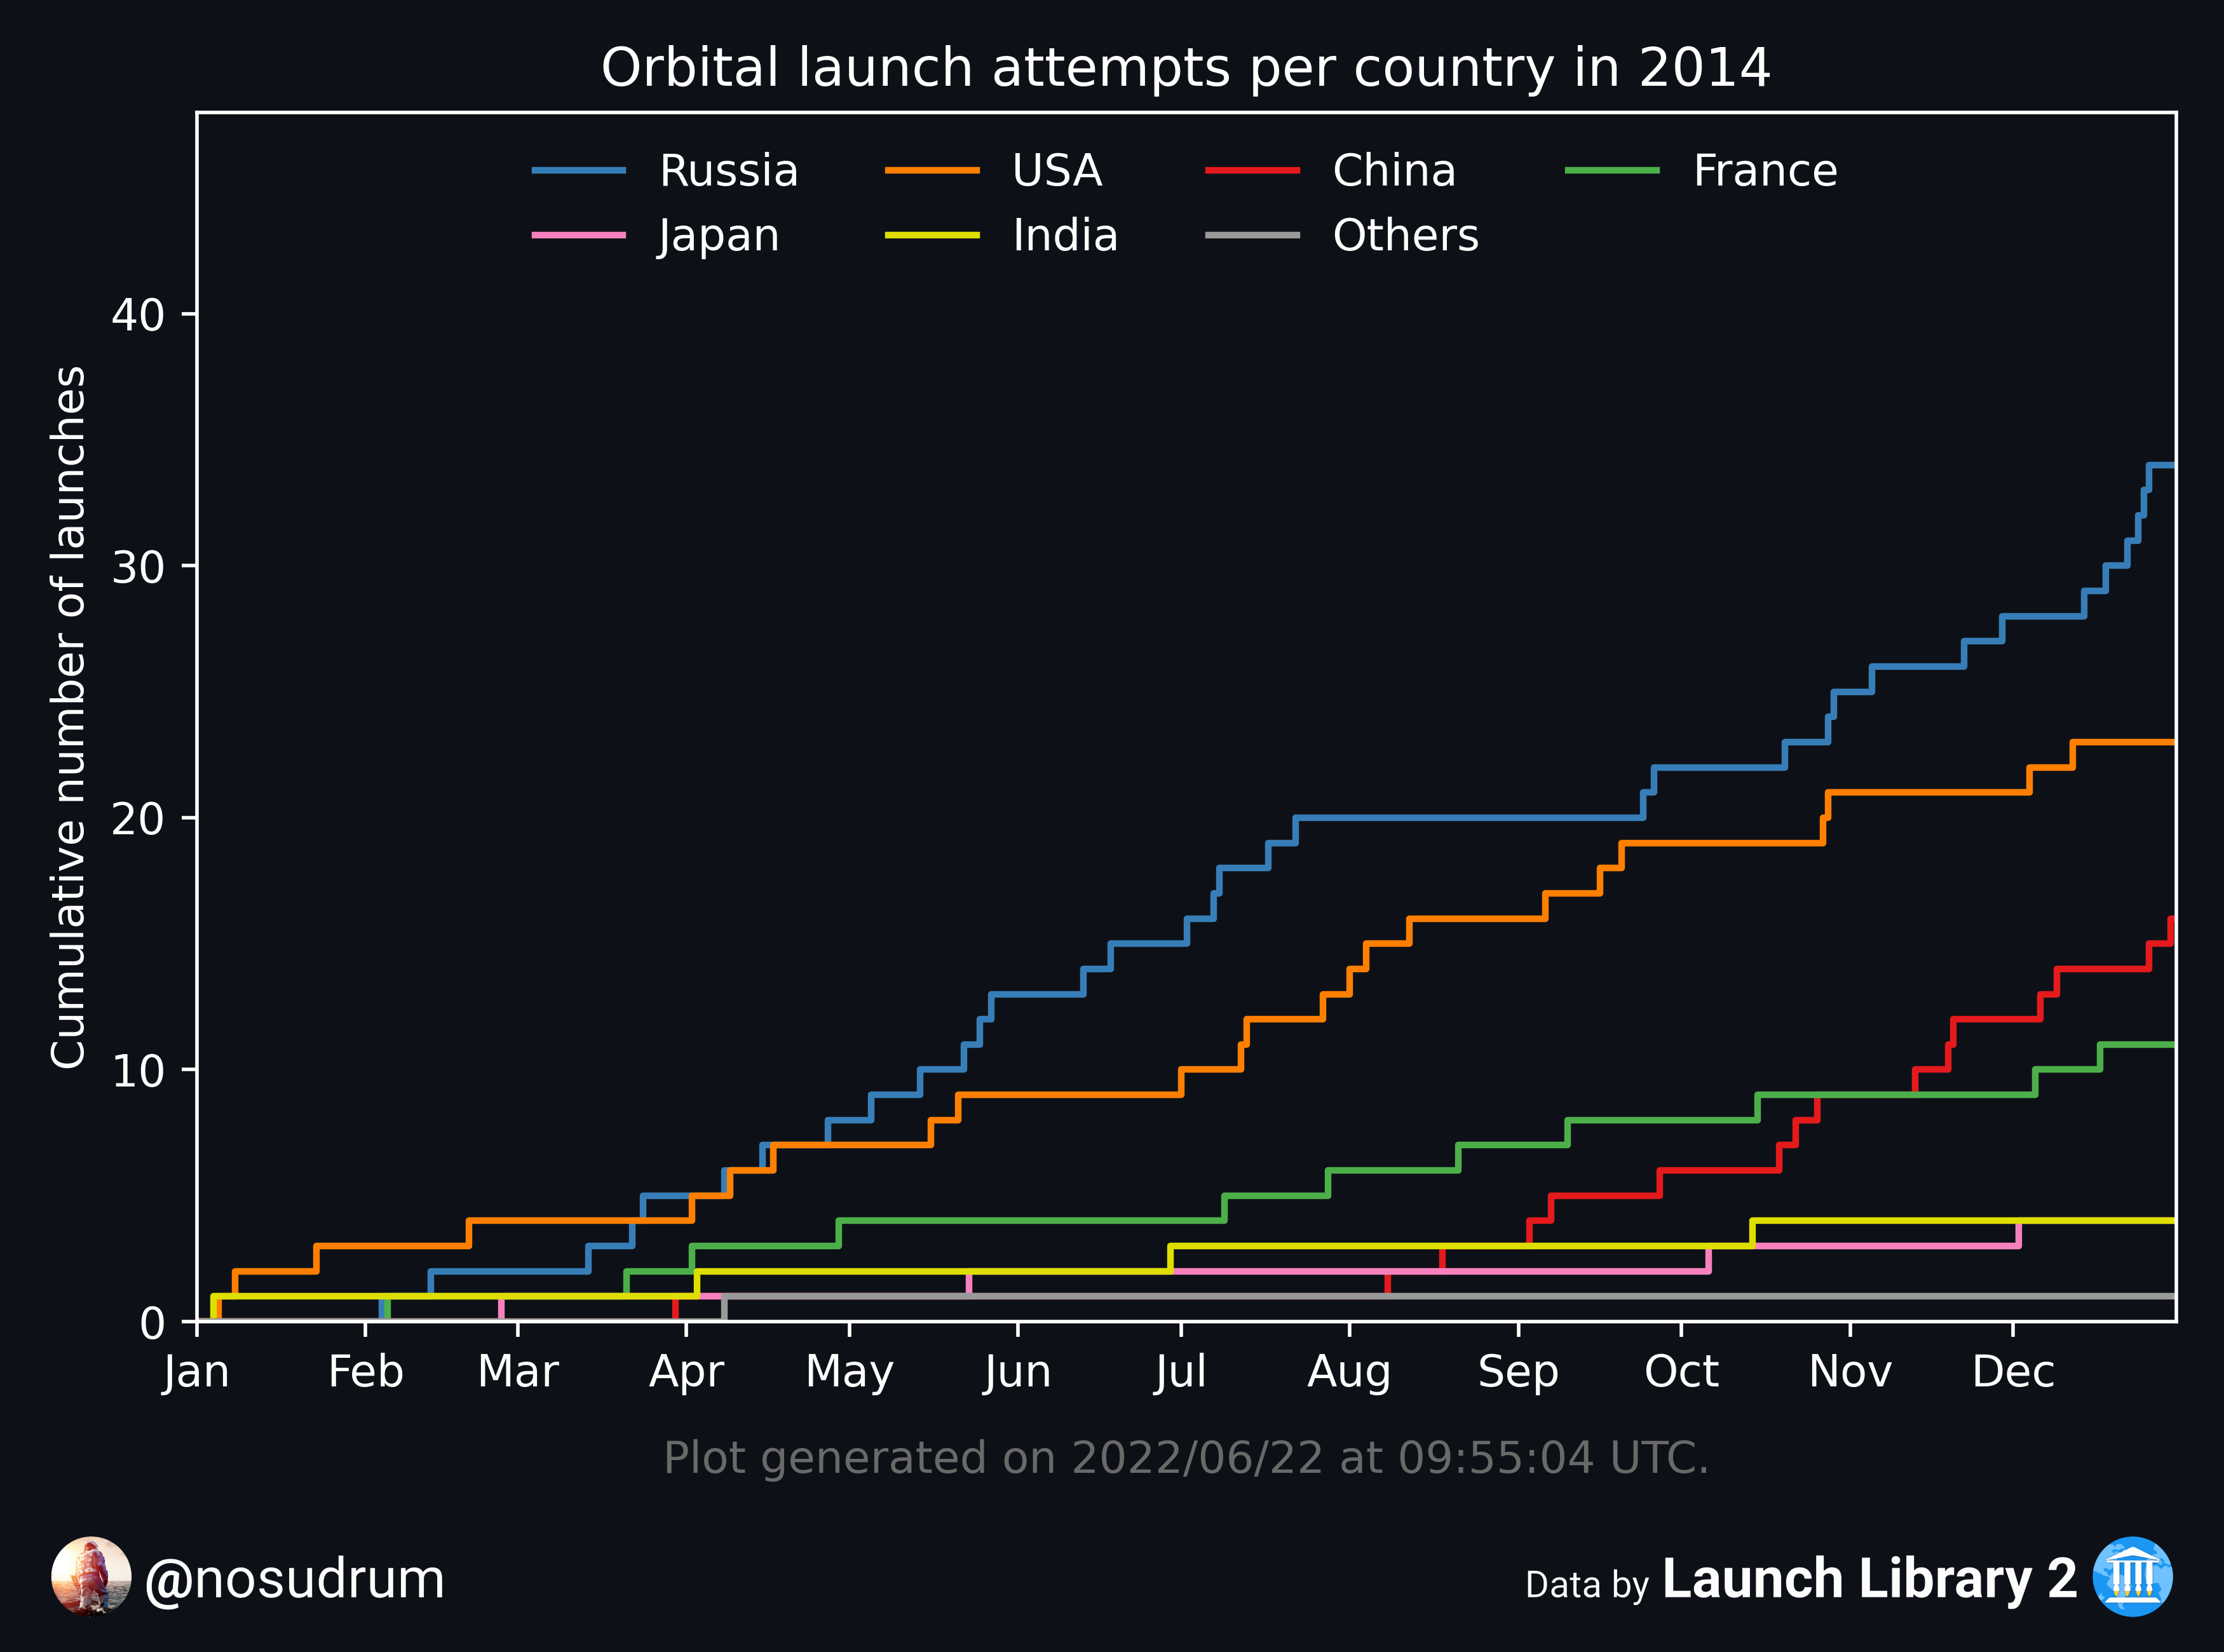 Orbital launch attempts per country in 2014
Russia USA China France
Japan India Others
Cumulative number of launches
40
30
20
10
0
Jan Feb Mar Apr May Jun Jul Aug Sep Oct Nov Dec
Plot generated on 2022/06/22 at 09:55:04 UTC.
@nosudrum
Data by Launch Library 2